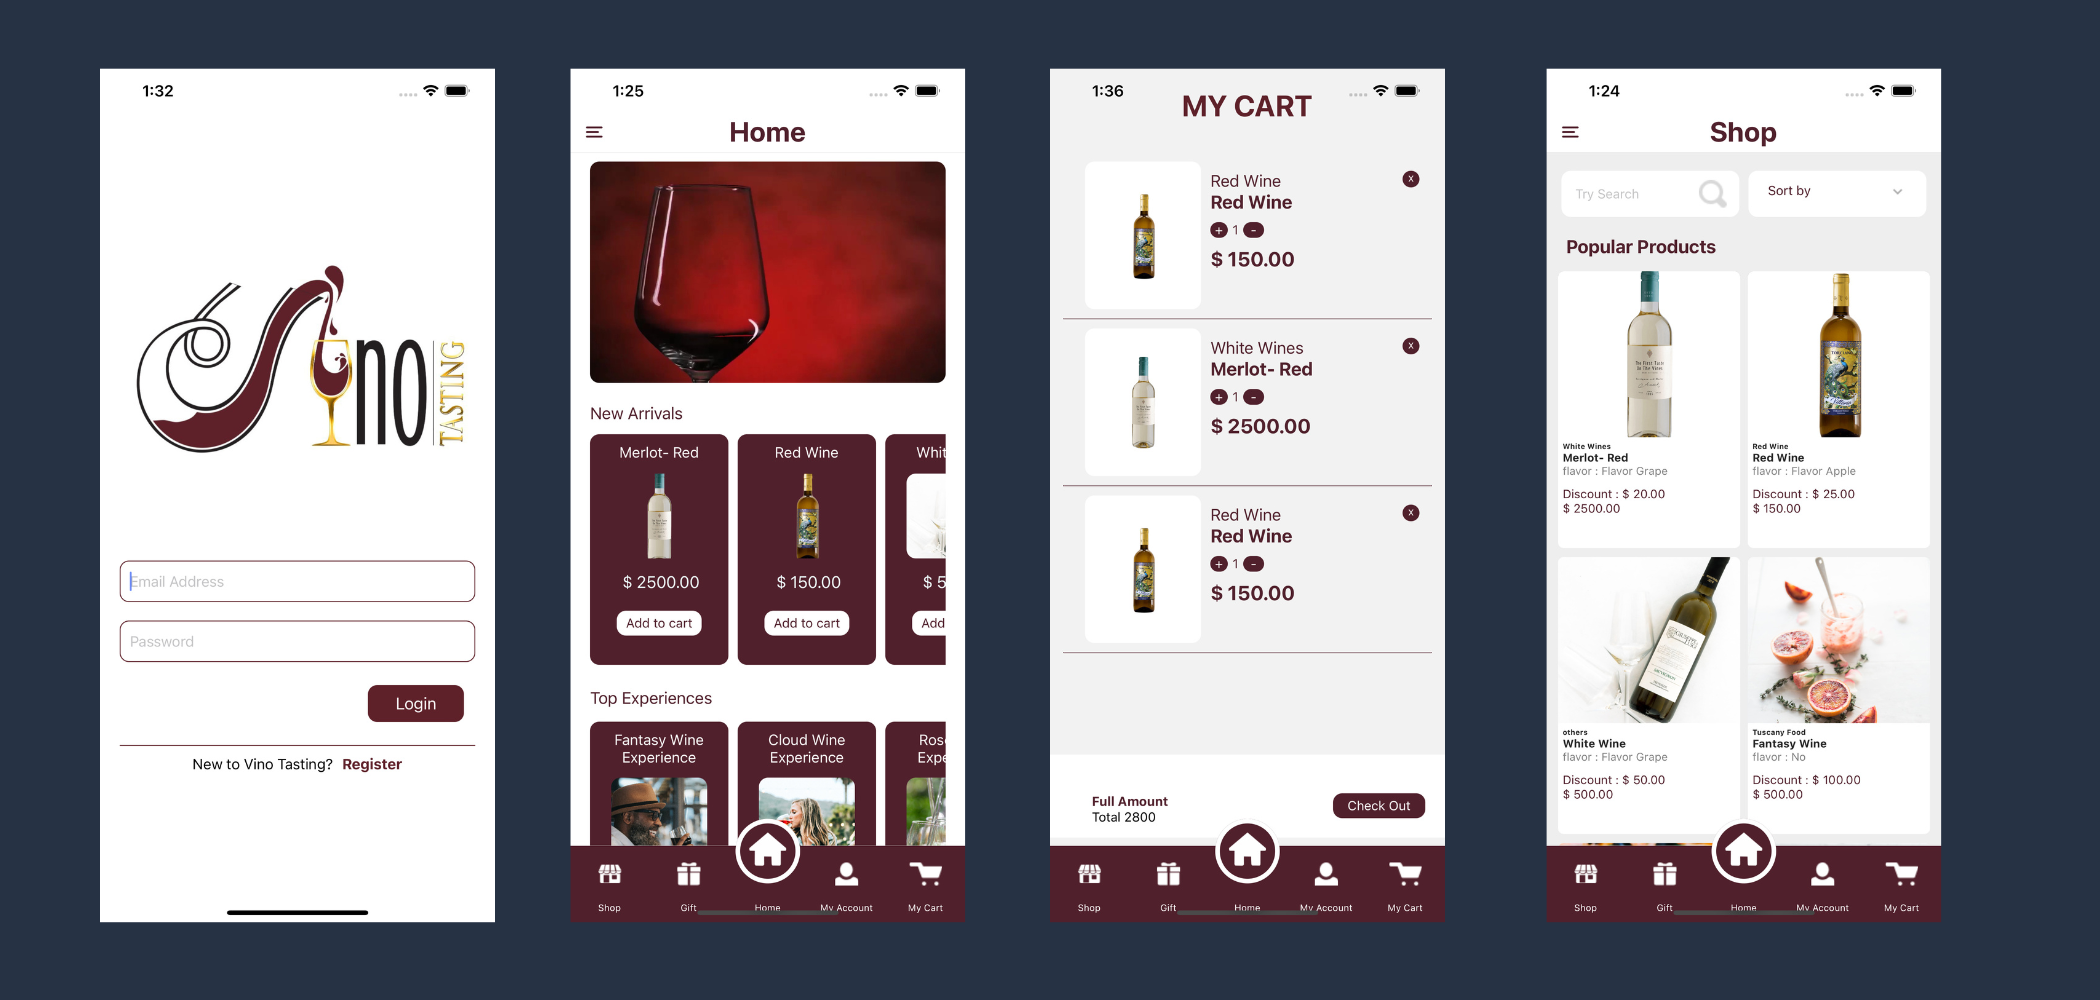 1:32
ino
TASTING
Email Address
Password
Login
New to Vino Tasting? Register
1:25
Home
New Arrivals
Merlot- Red
$ 2500.00
Add to cart
Red Wine
$ 150.00
Add to cart
Whit
$ 5
Add
Top Experiences
Fantasy Wine
Experience
Cloud Wine
Experience
Ros
Expe
Shop
Gift
Home
My Account
My Cart
1:36
MY CART
Red Wine
Red Wine
x
+ 1 -
$ 150.00
White Wines
Merlot- Red
x
+ 1 -
$ 2500.00
Red Wine
Red Wine
x
+ 1 -
$ 150.00
Full Amount
Total 2800
Check Out
Shop
Gift
Home
My Account
My Cart
1:24
Shop
Try Search
Sort by
Popular Products
White Wines
Merlot- Red
flavor : Flavor Grape
Discount : $ 20.00
$ 2500.00
Red Wine
Red Wine
flavor : Flavor Apple
Discount : $ 25.00
$ 150.00
others
White Wine
flavor : Flavor Grape
Discount : $ 50.00
$ 500.00
Tuscany Food
Fantasy Wine
flavor : No
Discount : $ 100.00
$ 500.00
Shop
Gift
Home
My Account
My Cart